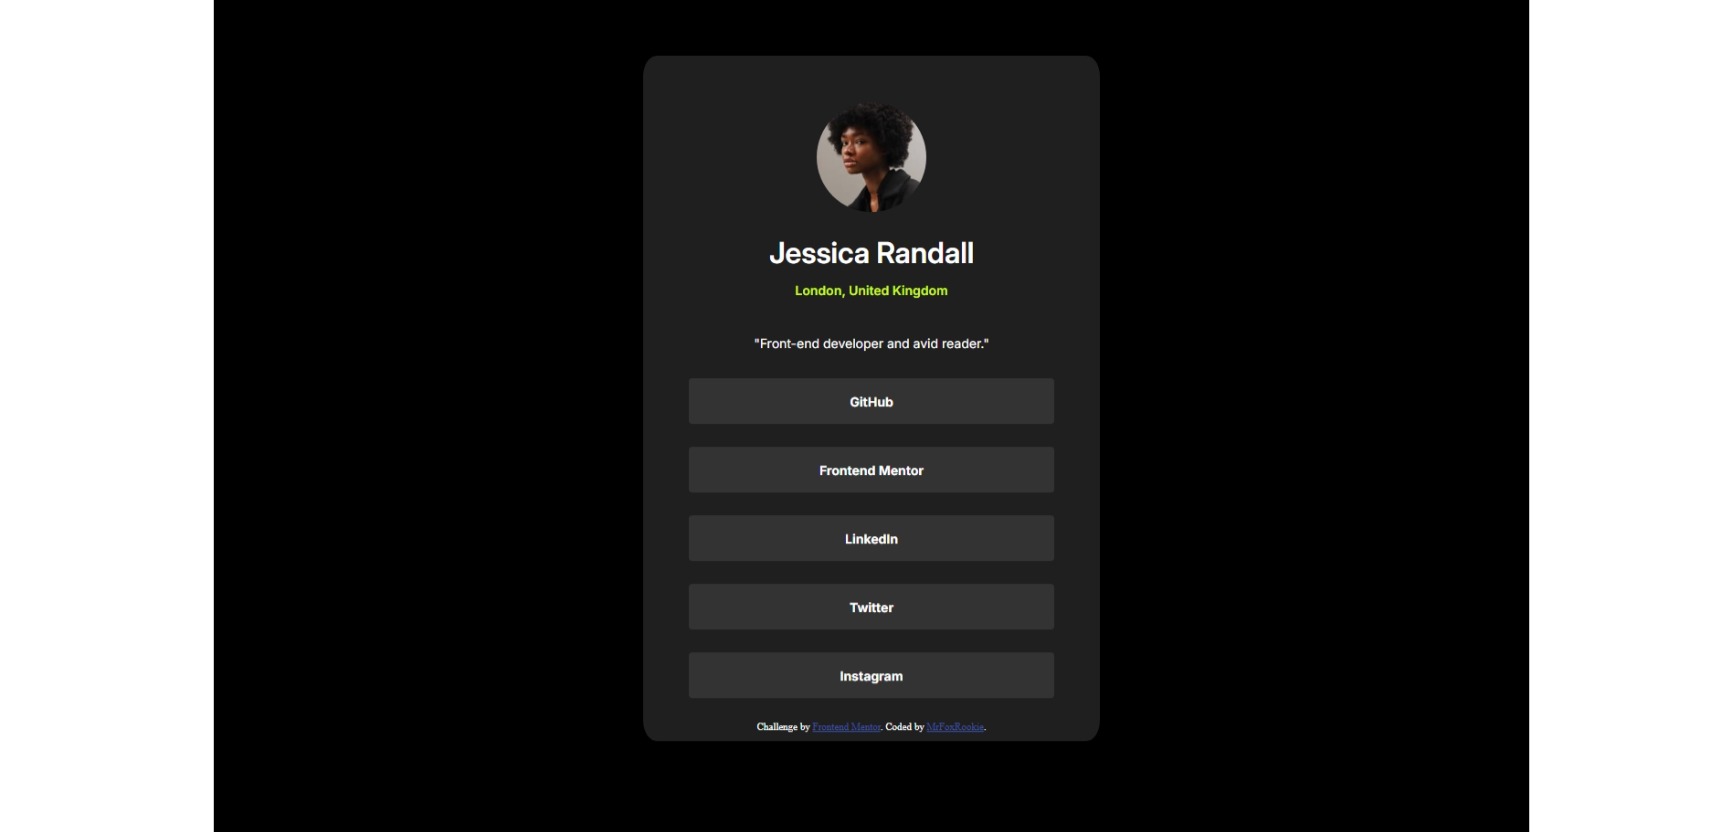 Jessica Randall
London, United Kingdom
"Front-end developer and avid reader."
GitHub
Frontend Mentor
LinkedIn
Twitter
Instagram
Challenge by Frontend Mentor. Coded by MrFoxRookie.